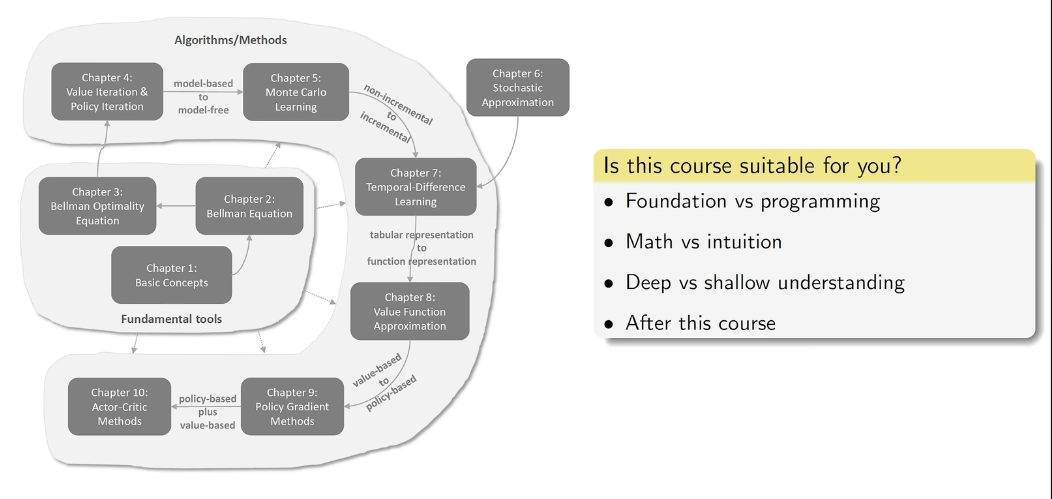 Algorithms/Methods
Chapter 4:
Value Iteration &
Policy Iteration
model-based
to
model-free
Chapter 5:
Monte Carlo
Learning
non-incremental
to
incremental
Chapter 6:
Stochastic
Approximation
Chapter 3:
Bellman Optimality
Equation
Chapter 2:
Bellman Equation
Chapter 1:
Basic Concepts
Fundamental tools
Chapter 7:
Temporal-Difference
Learning
tabular representation
to
function representation
Chapter 8:
Value Function
Approximation
value-based
to
policy-based
Chapter 9:
Policy Gradient
Methods
policy-based
plus
value-based
Chapter 10:
Actor-Critic
Methods
Is this course suitable for you?
• Foundation vs programming
• Math vs intuition
• Deep vs shallow understanding
• After this course